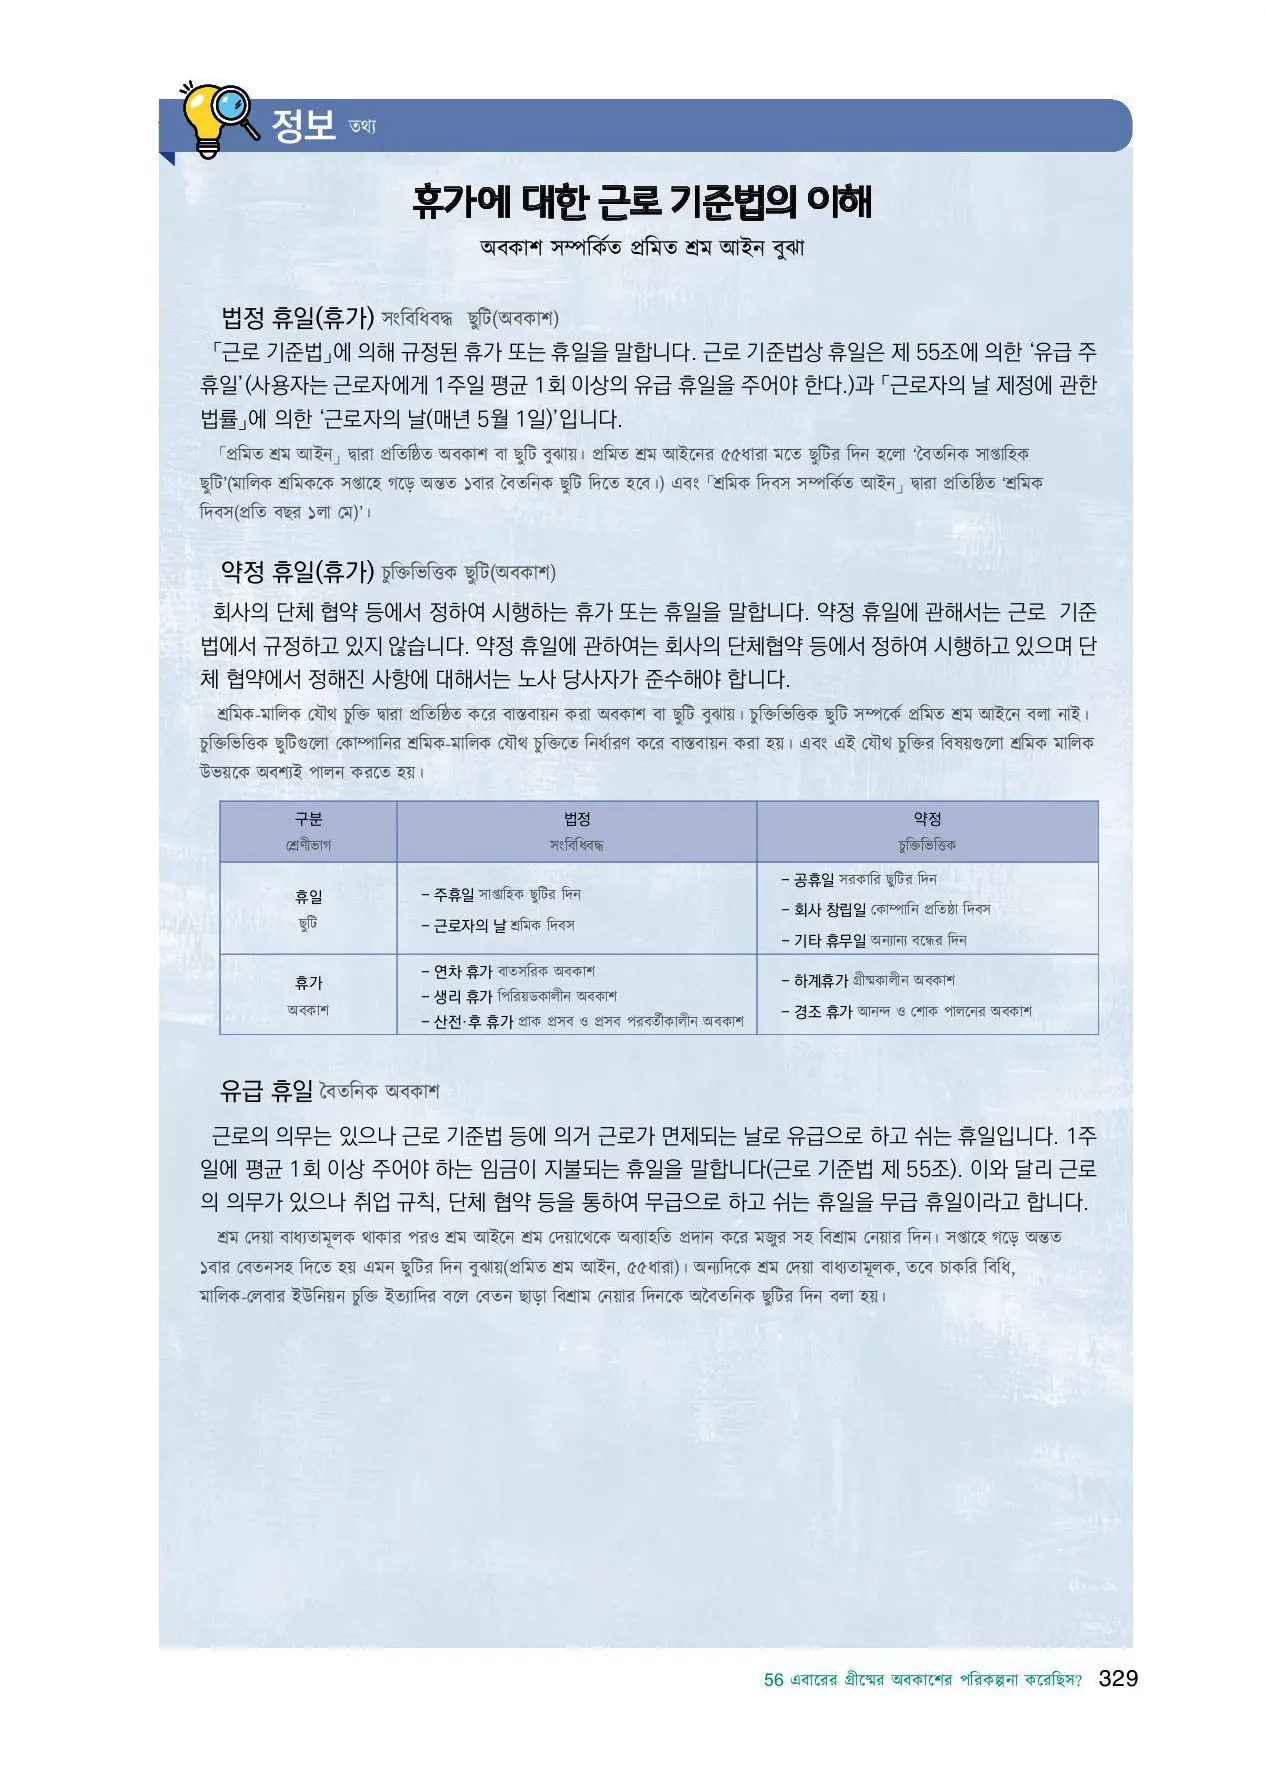 정보 তথ্য
휴가에 대한 근로 기준법의 이해
অবকাশ সম্পর্কিত প্রমিত শ্রম আইন বুঝা
법정 휴일(휴가) সংবিধিবদ্ধ ছুটি(অবকাশ)
「근로 기준법」에 의해 규정된 휴가 또는 휴일을 말합니다. 근로 기준법상 휴일은 제 55조에 의한 ‘유급 주
휴일’(사용자는 근로자에게 1주일 평균 1회 이상의 유급 휴일을 주어야 한다.)과 「근로자의 날 제정에 관한
법률」에 의한 ‘근로자의 날(매년 5월 1일)’입니다.
「প্রমিত শ্রম আইন」 দ্বারা প্রতিষ্ঠিত অবকাশ বা ছুটি বুঝায়। প্রমিত শ্রম আইনের ৫৫ধারা মতে ছুটির দিন হলো ‘বৈতনিক সাপ্তাহিক
ছুটি’(মালিক শ্রমিককে সপ্তাহে গড়ে অন্তত ১বার বৈতনিক ছুটি দিতে হবে।) এবং 「শ্রমিক দিবস সম্পর্কিত আইন」 দ্বারা প্রতিষ্ঠিত ‘শ্রমিক
দিবস(প্রতি বছর ১লা মে)’।
약정 휴일(휴가) চুক্তিভিত্তিক ছুটি(অবকাশ)
회사의 단체 협약 등에서 정하여 시행하는 휴가 또는 휴일을 말합니다. 약정 휴일에 관해서는 근로 기준
법에서 규정하고 있지 않습니다. 약정 휴일에 관하여는 회사의 단체협약 등에서 정하여 시행하고 있으며 단
체 협약에서 정해진 사항에 대해서는 노사 당사자가 준수해야 합니다.
শ্রমিক-মালিক যৌথ চুক্তি দ্বারা প্রতিষ্ঠিত করে বাস্তবায়ন করা অবকাশ বা ছুটি বুঝায়। চুক্তিভিত্তিক ছুটি সম্পর্কে প্রমিত শ্রম আইনে বলা নাই।
চুক্তিভিত্তিক ছুটিগুলো কোম্পানির শ্রমিক-মালিক যৌথ চুক্তিতে নির্ধারণ করে বাস্তবায়ন করা হয়। এবং এই যৌথ চুক্তির বিষয়গুলো শ্রমিক মালিক
উভয়কে অবশ্যই পালন করতে হয়।
구분 법정 약정
শ্রেণীভাগ সংবিধিবদ্ধ চুক্তিভিত্তিক
휴일
ছুটি
– 주휴일 সাপ্তাহিক ছুটির দিন
– 근로자의 날 শ্রমিক দিবস
– 공휴일 সরকারি ছুটির দিন
– 회사 창립일 কোম্পানি প্রতিষ্ঠা দিবস
– 기타 휴무일 অন্যান্য বন্ধের দিন
휴가
অবকাশ
– 연차 휴가 বাতসরিক অবকাশ
– 생리 휴가 পিরিয়ডকালীন অবকাশ
– 산전·후 휴가 প্রাক প্রসব ও প্রসব পরবর্তীকালীন অবকাশ
– 하계휴가 গ্রীষ্মকালীন অবকাশ
– 경조 휴가 আনন্দ ও শোক পালনের অবকাশ
유급 휴일 বৈতনিক অবকাশ
근로의 의무는 있으나 근로 기준법 등에 의거 근로가 면제되는 날로 유급으로 하고 쉬는 휴일입니다. 1주
일에 평균 1회 이상 주어야 하는 임금이 지불되는 휴일을 말합니다(근로 기준법 제 55조). 이와 달리 근로
의 의무가 있으나 취업 규칙, 단체 협약 등을 통하여 무급으로 하고 쉬는 휴일을 무급 휴일이라고 합니다.
শ্রম দেয়া বাধ্যতামূলক থাকার পরও শ্রম আইনে শ্রম দেয়াথেকে অব্যাহতি প্রদান করে মজুর সহ বিশ্রাম নেয়ার দিন। সপ্তাহে গড়ে অন্তত
১বার বেতনসহ দিতে হয় এমন ছুটির দিন বুঝায়(প্রমিত শ্রম আইন, ৫৫ধারা)। অন্যদিকে শ্রম দেয়া বাধ্যতামূলক, তবে চাকরি বিধি,
মালিক-লেবার ইউনিয়ন চুক্তি ইত্যাদির বলে বেতন ছাড়া বিশ্রাম নেয়ার দিনকে অবৈতনিক ছুটির দিন বলা হয়।
56 এবারের গ্রীষ্মের অবকাশের পরিকল্পনা করেছিস? 329